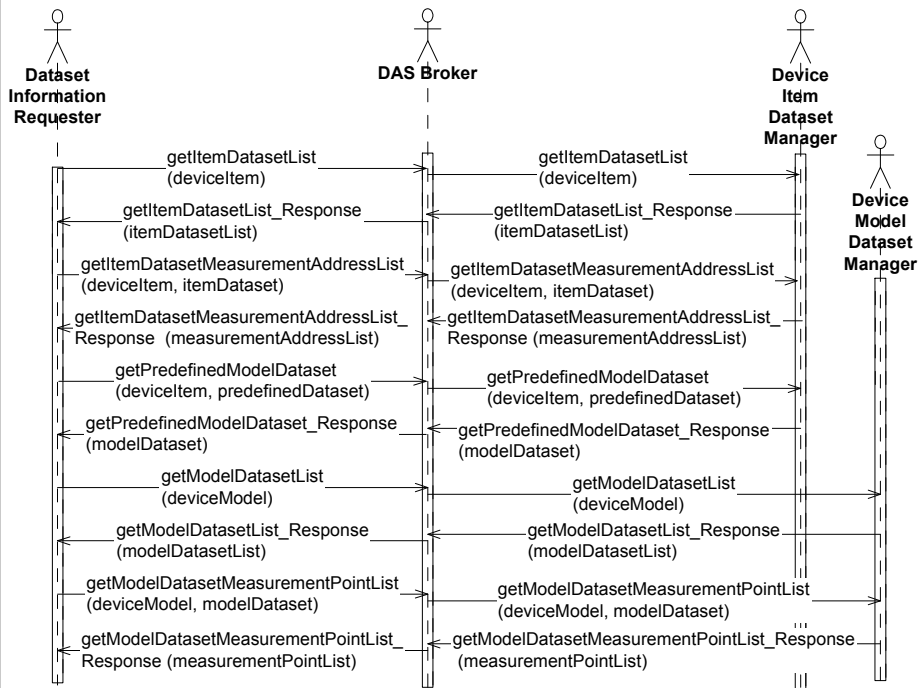 Dataset
Information
Requester
DAS Broker
Device
Item
Dataset
Manager
Device
Model
Dataset
Manager
getItemDatasetList
(deviceItem)
getItemDatasetList
(deviceItem)
getItemDatasetList_Response
(itemDatasetList)
getItemDatasetList_Response
(itemDatasetList)
getItemDatasetMeasurementAddressList
(deviceItem, itemDataset)
getItemDatasetMeasurementAddressList
(deviceItem, itemDataset)
getItemDatasetMeasurementAddressList_
Response (measurementAddressList)
getItemDatasetMeasurementAddressList_
Response (measurementAddressList)
getPredefinedModelDataset
(deviceItem, predefinedDataset)
getPredefinedModelDataset
(deviceItem, predefinedDataset)
getPredefinedModelDataset_Response
(modelDataset)
getPredefinedModelDataset_Response
(modelDataset)
getModelDatasetList
(deviceModel)
getModelDatasetList
(deviceModel)
getModelDatasetList_Response
(modelDatasetList)
getModelDatasetList_Response
(modelDatasetList)
getModelDatasetMeasurementPointList
(deviceModel, modelDataset)
getModelDatasetMeasurementPointList
(deviceModel, modelDataset)
getModelDatasetMeasurementPointList_
Response (measurementPointList)
getModelDatasetMeasurementPointList_Response
(measurementPointList)